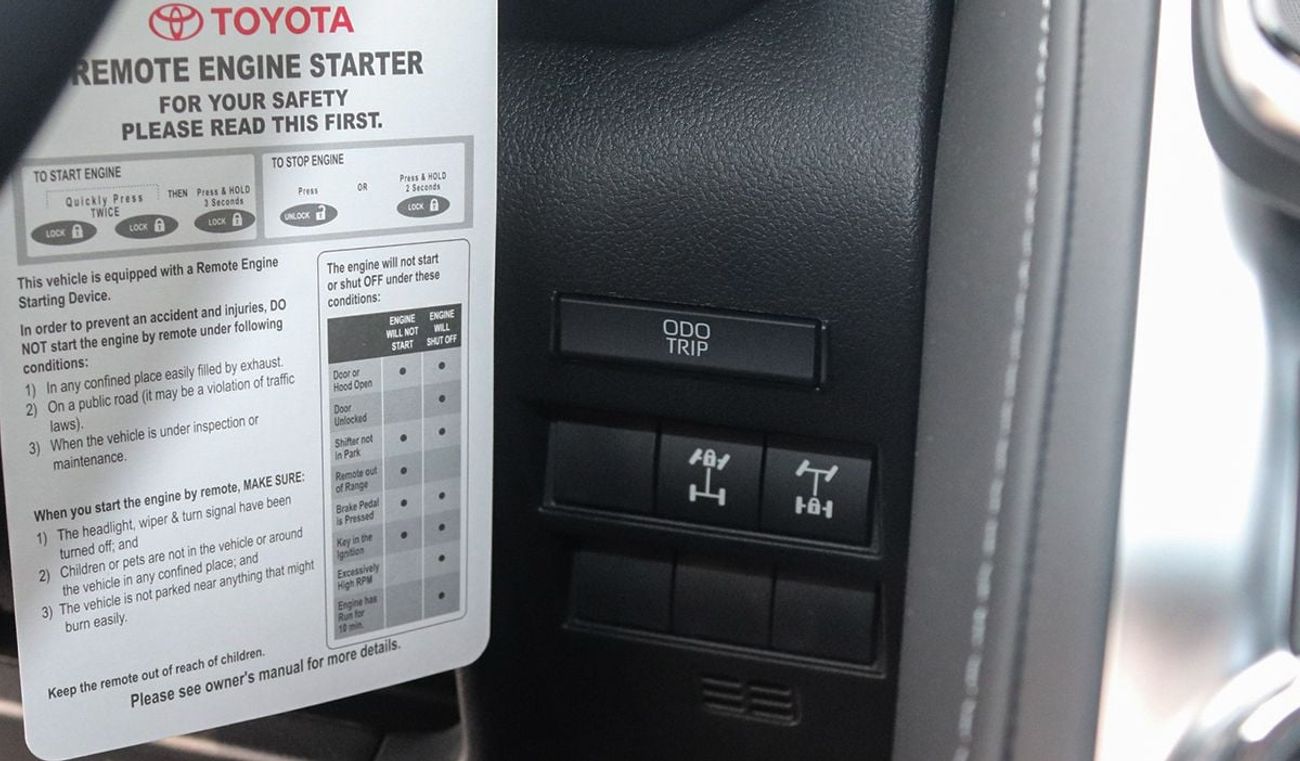 TOYOTA
REMOTE ENGINE STARTER
FOR YOUR SAFETY
PLEASE READ THIS FIRST.
TO START ENGINE
Quickly Press
TWICE
THEN
Press & HOLD
3 Seconds
LOCK
LOCK
LOCK
TO STOP ENGINE
Press
OR
Press & HOLD
2 Seconds
UNLOCK
LOCK
This vehicle is equipped with a Remote Engine
Starting Device.
In order to prevent an accident and injuries, DO
NOT start the engine by remote under following
conditions:
1) In any confined place easily filled by exhaust.
2) On a public road (it may be a violation of traffic
laws).
3) When the vehicle is under inspection or
maintenance.
When you start the engine by remote, MAKE SURE:
1) The headlight, wiper & turn signal have been
turned off; and
2) Children or pets are not in the vehicle or around
the vehicle in any confined place; and
3) The vehicle is not parked near anything that might
burn easily.
The engine will not start
or shut OFF under these
conditions:
ENGINE
WILL NOT
START
ENGINE
WILL
SHUT OFF
Door or
Hood Open
Door
Unlocked
Shifter not
in Park
Remote out
of Range
Brake Pedal
is Pressed
Key in the
Ignition
Excessively
High RPM
Engine has
Run for
10 min.
Keep the remote out of reach of children.
Please see owner's manual for more details.
ODO
TRIP